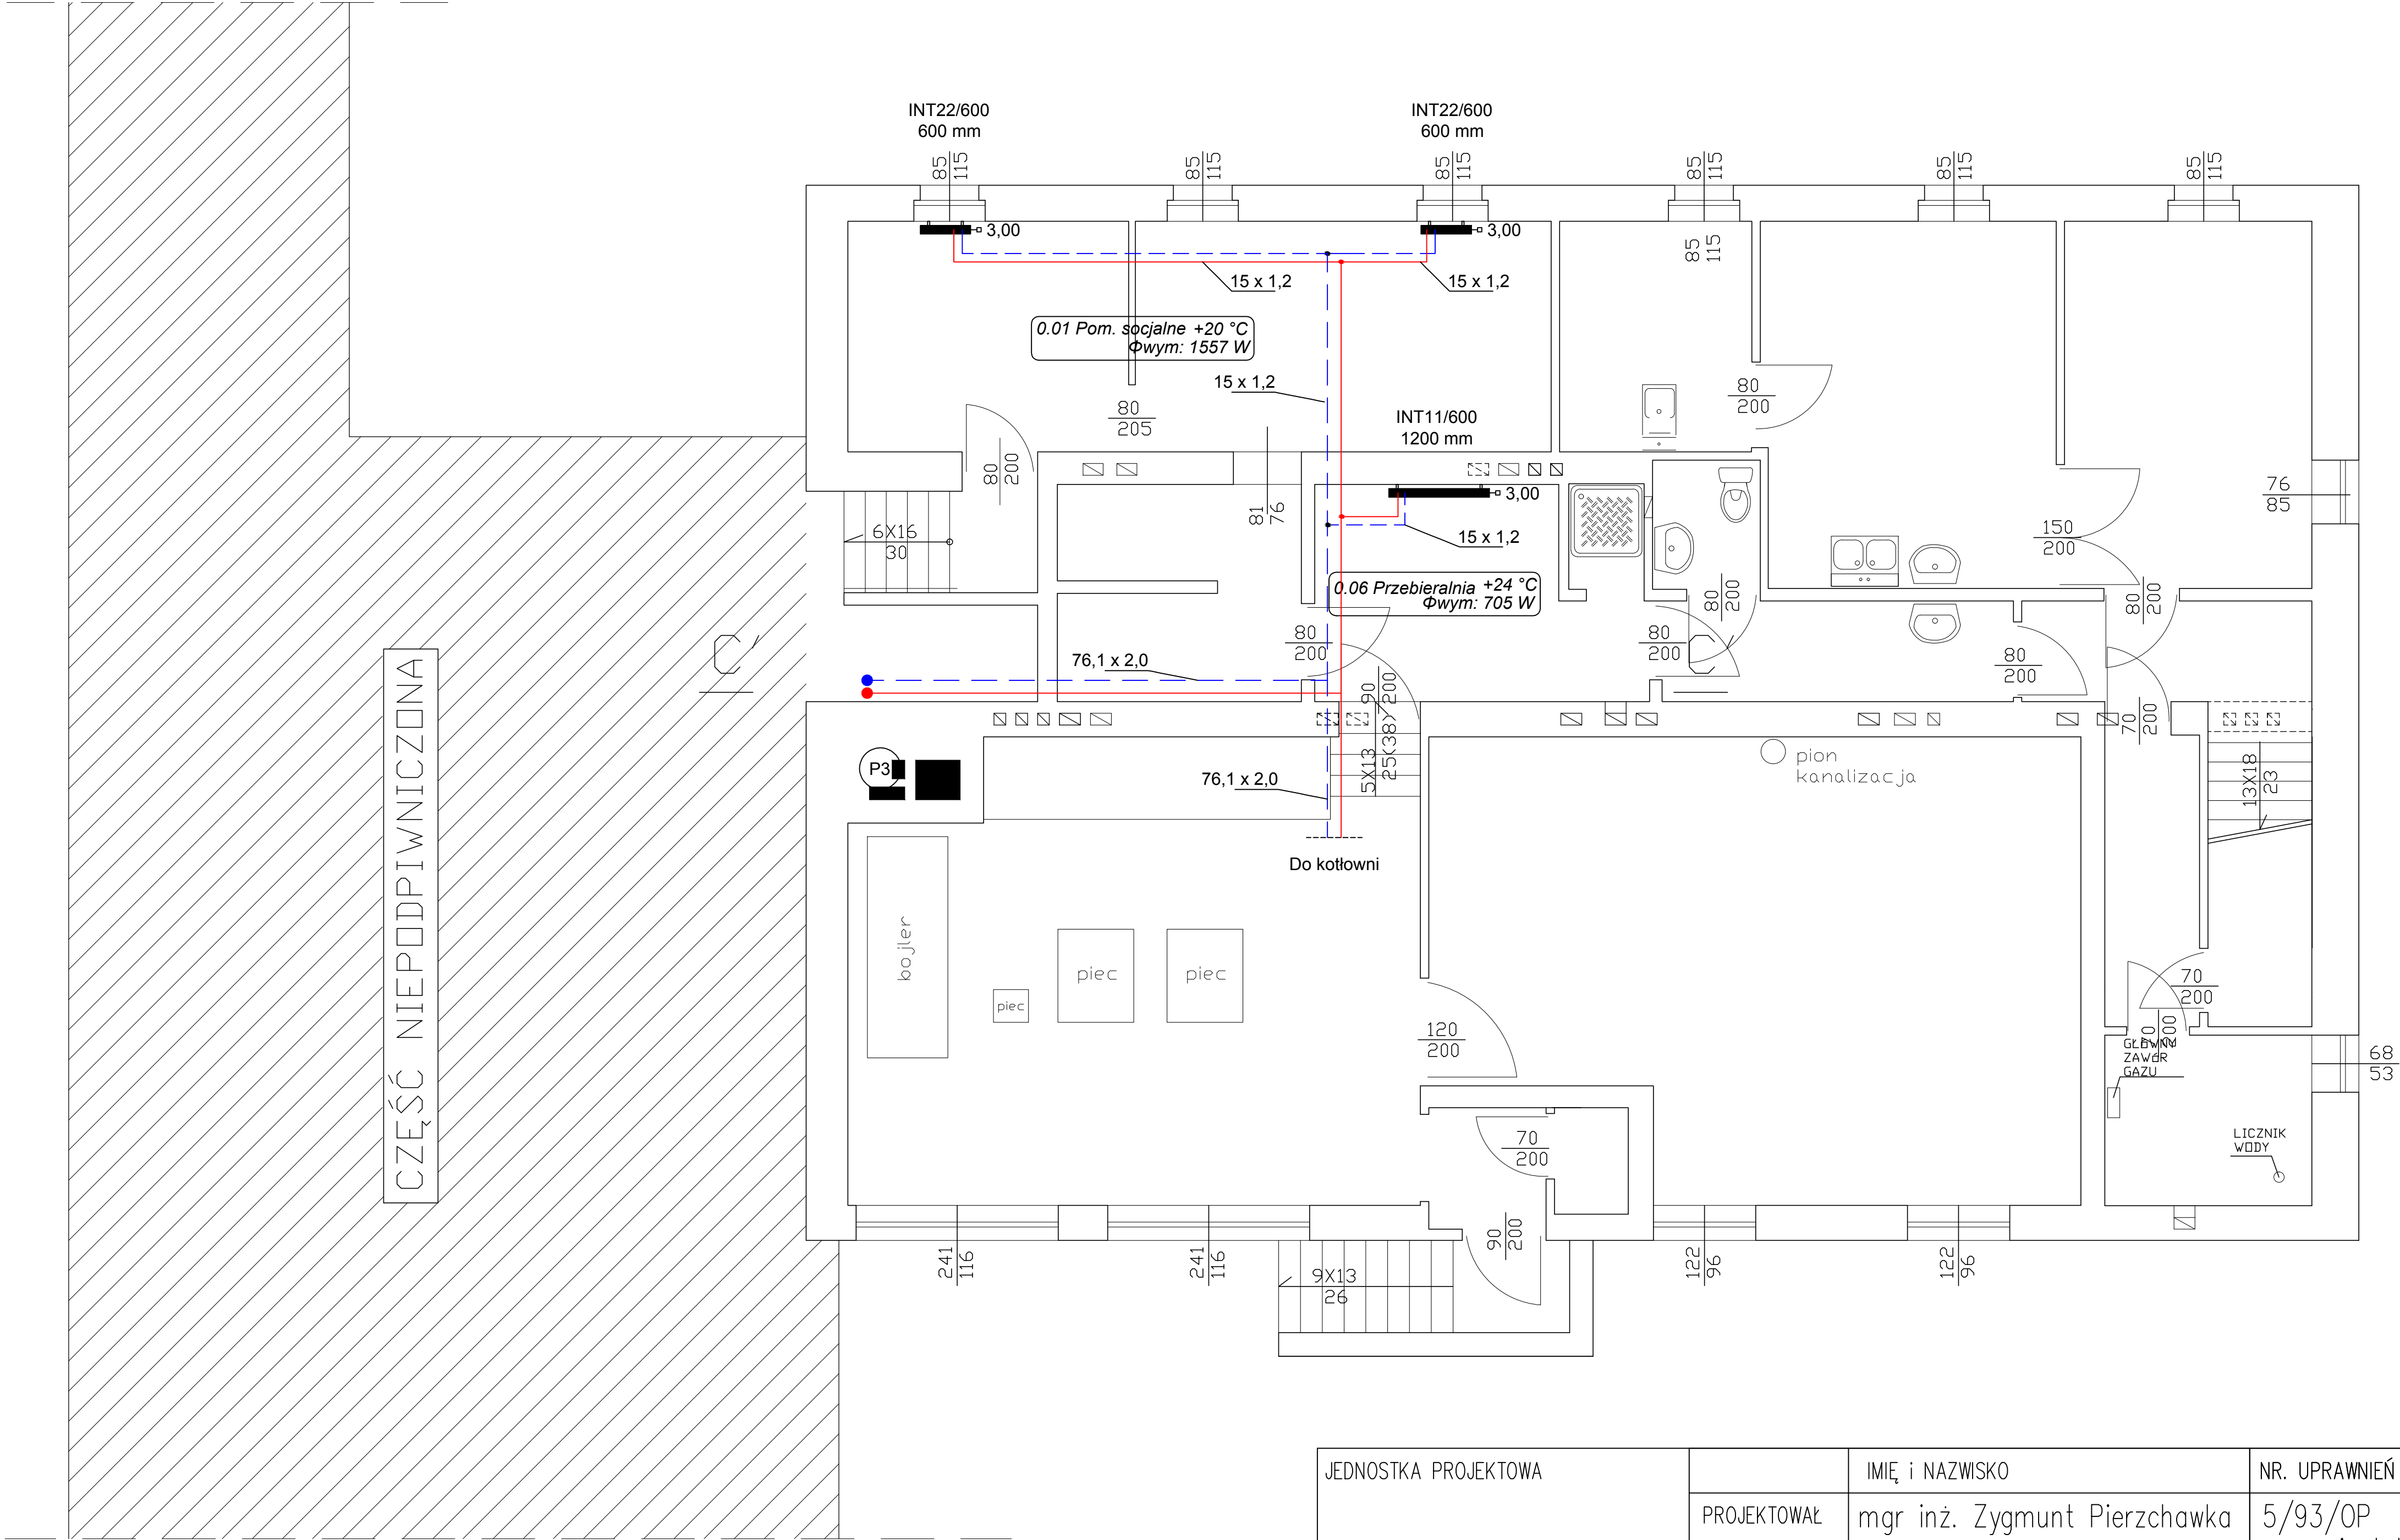 INT22/600
600 mm
INT22/600
600 mm
85
115
85
115
85
115
85
115
85
115
85
115
3,00
3,00
85
115
15 x 1,2
15 x 1,2
0.01 Pom. socjalne +20 °C
Φwym: 1557 W
15 x 1,2
80
205
INT11/600
1200 mm
80
200
80
200
81
76
3,00
76
85
6X16
30
15 x 1,2
150
200
0.06 Przebieralnia +24 °C
Φwym: 705 W
80
200
80
200
80
200
80
200
80
200
C'
C'
76,1 x 2,0
90
200
5X13
25(38)
70
200
P3
76,1 x 2,0
pion
kanalizacja
13X18
23
Do kotłowni
CZĘŚĆ NIEPODPIWNICZONA
bojler
piec
piec
piec
70
200
120
200
70
200
GŁÓWNY
ZAWÓR
GAZU
68
53
70
200
LICZNIK
WODY
241
116
241
116
90
200
122
96
122
96
9X13
26
JEDNOSTKA PROJEKTOWA
IMIĘ i NAZWISKO
NR. UPRAWNIEŃ
PROJEKTOWAŁ
mgr inż. Zygmunt Pierzchawka
5/93/OP